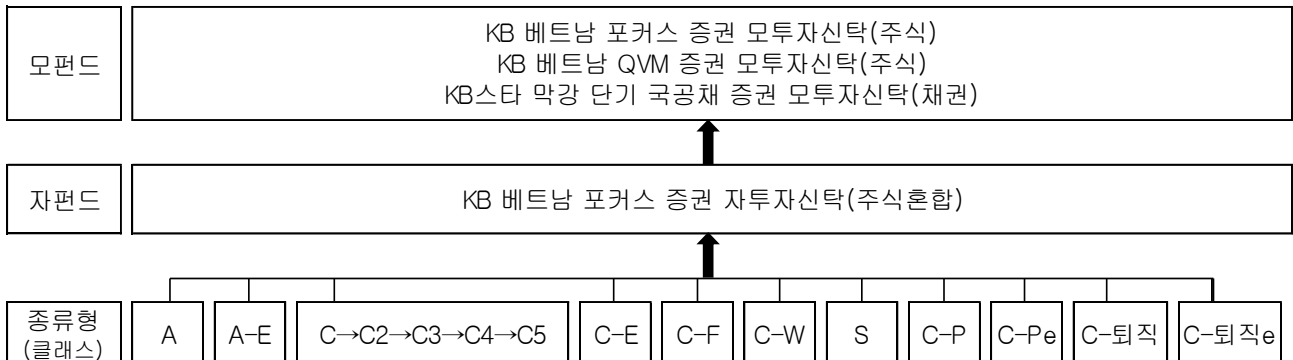 모펀드
KB 베트남 포커스 증권 모투자신탁(주식)
KB 베트남 QVM 증권 모투자신탁(주식)
KB스타 막강 단기 국공채 증권 모투자신탁(채권)
자펀드
KB 베트남 포커스 증권 자투자신탁(주식혼합)
종류형
(클래스)
A
A-E
C→C2→C3→C4→C5
C-E
C-F
C-W
S
C-P
C-Pe
C-퇴직
C-퇴직e